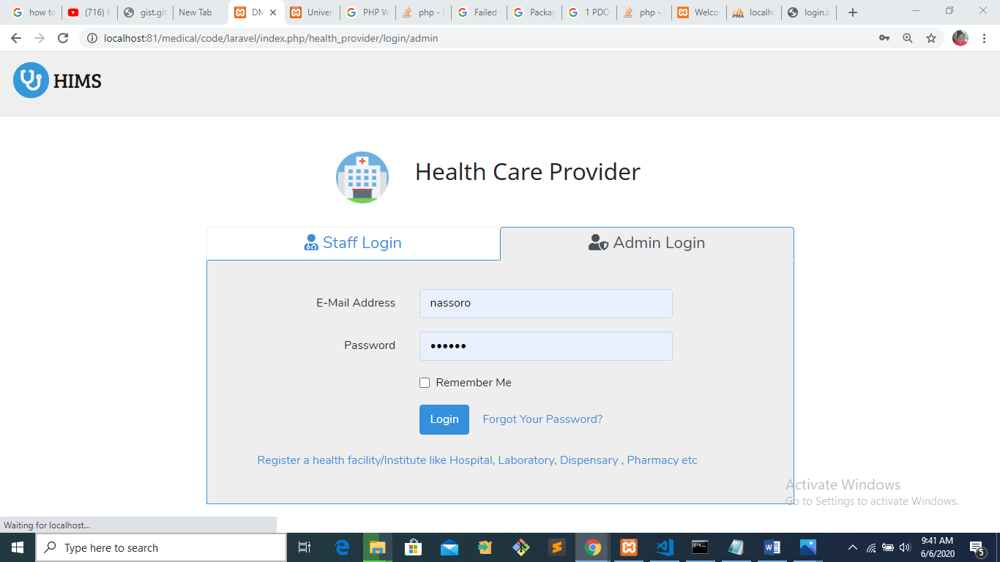 how to
(716) H
gist.git
New Tab
DM
Univers
PHP W
php -
Failed
Packag
1 PDO
php -
Welco
localho
login.b
localhost:81/medical/code/laravel/index.php/health_provider/login/admin
HIMS
Health Care Provider
Staff Login
Admin Login
E-Mail Address
nassoro
Password
••••••
Remember Me
Login
Forgot Your Password?
Register a health facility/Institute like Hospital, Laboratory, Dispensary , Pharmacy etc
Activate Windows
Go to Settings to activate Windows.
Waiting for localhost...
Type here to search
9:41 AM
6/6/2020
5